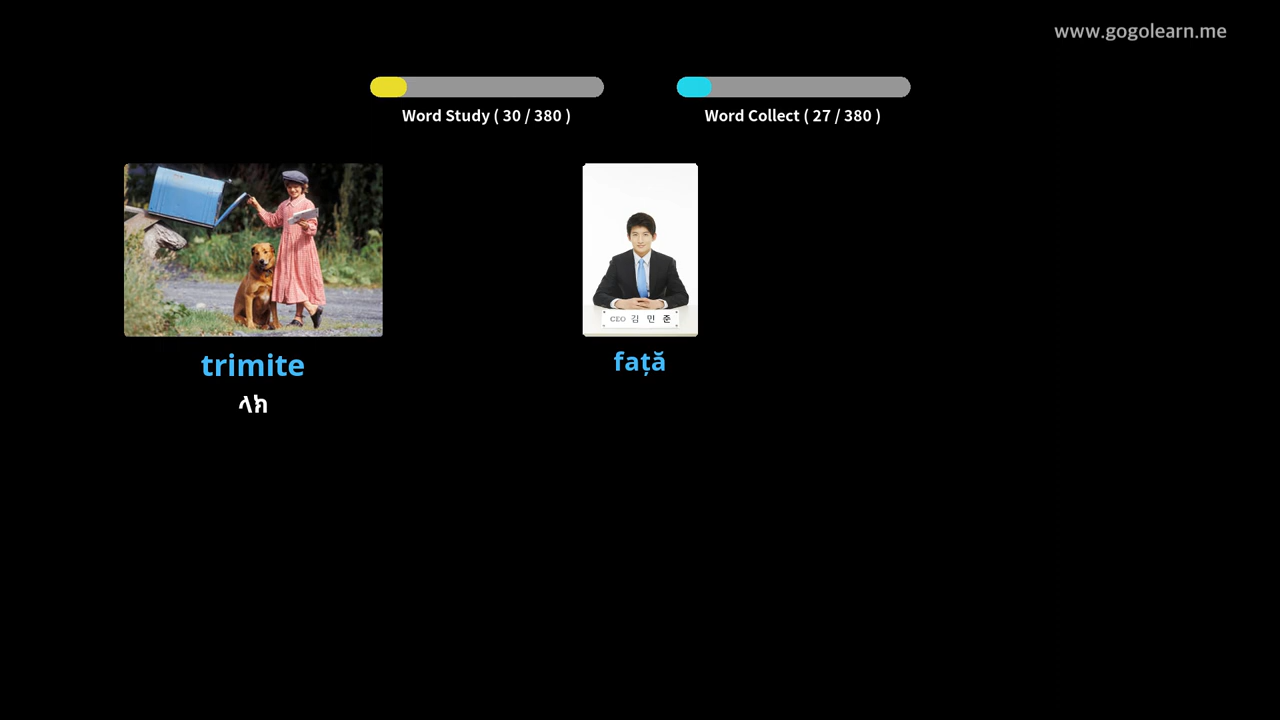 www.gogolearn.me
Word Study ( 30 / 380 )
Word Collect ( 27 / 380 )
CEO 김 민 준
trimite
ላክ
față